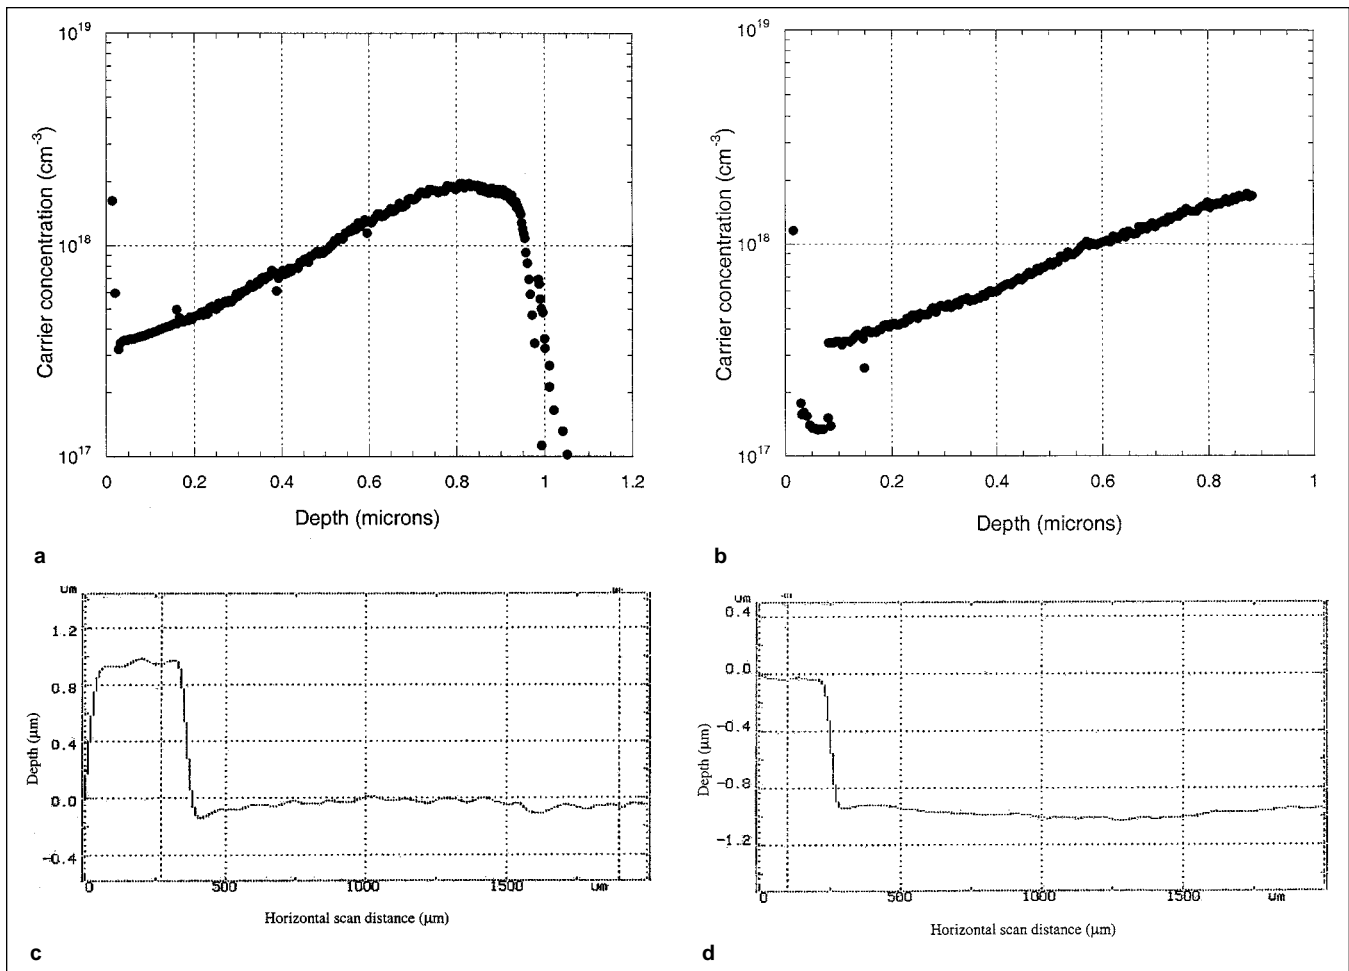 10^19
10^18
10^17
Carrier concentration (cm^-3)
0 0.2 0.4 0.6 0.8 1 1.2
Depth (microns)
a
10^19
10^18
10^17
Carrier concentration (cm^-3)
0 0.2 0.4 0.6 0.8 1
Depth (microns)
b
um
1.2
0.8
0.4
0.0
-0.4
Depth (μm)
0 500 1000 1500 um
Horizontal scan distance (μm)
c
um
0.4
0.0
-0.4
-0.8
-1.2
Depth (μm)
0 500 1000 1500 um
Horizontal scan distance (μm)
d